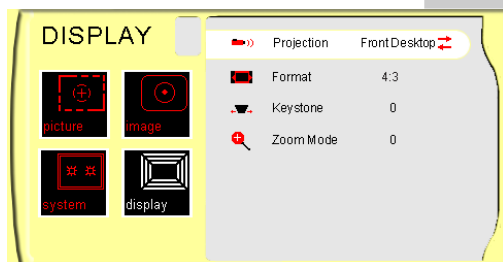 DISPLAY
picture image
system display
Projection Front Desktop
Format 4:3
Keystone 0
Zoom Mode 0